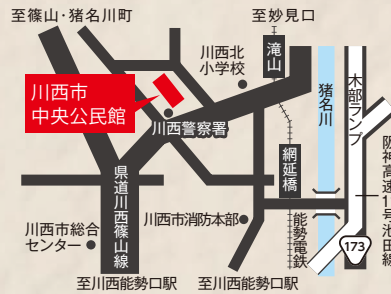 至篠山・猪名川町
至妙見口
川西北
小学校
滝山
川西市
中央公民館
川西警察署
猪名川
木部ランプ
阪神高速11号池田線
網延橋
県道川西篠山線
川西市総合
センター
川西市消防本部
能勢電鉄
173
至川西能勢口駅
至川西能勢口駅